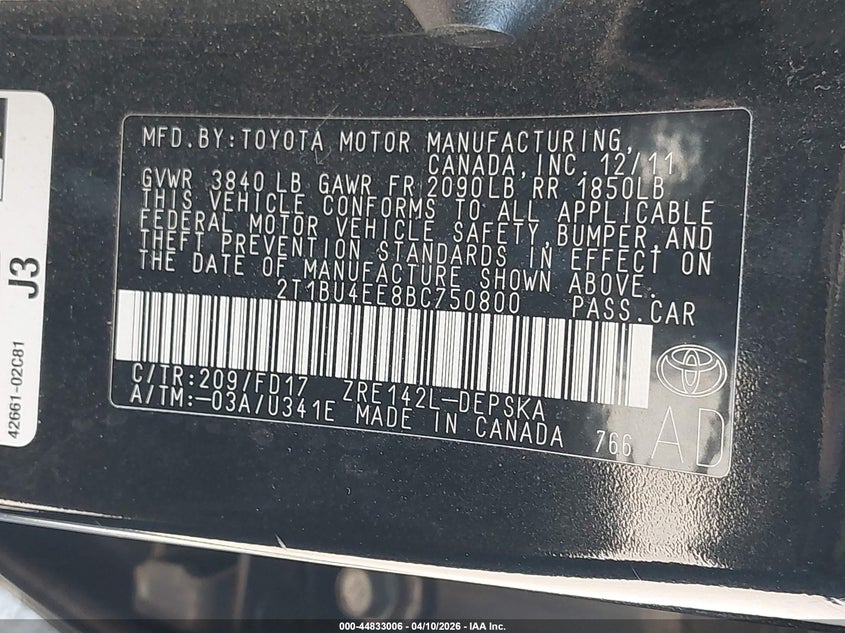 MFD.BY:TOYOTA MOTOR MANUFACTURING,
CANADA,INC. 12/11
GVWR 3840 LB GAWR FR 2090LB RR 1850LB
THIS VEHICLE CONFORMS TO ALL APPLICABLE
FEDERAL MOTOR VEHICLE SAFETY,BUMPER,AND
THEFT PREVENTION STANDARDS IN EFFECT ON
THE DATE OF MANUFACTURE SHOWN ABOVE.
2T1BU4EE8BC750800 PASS.CAR
C/TR:209/FD17 ZRE142L-DEPSKA
A/TM:-03A/U341E MADE IN CANADA 766
AD
J3
42661-02C81
000-44833006 - 04/10/2026 - IAA Inc.